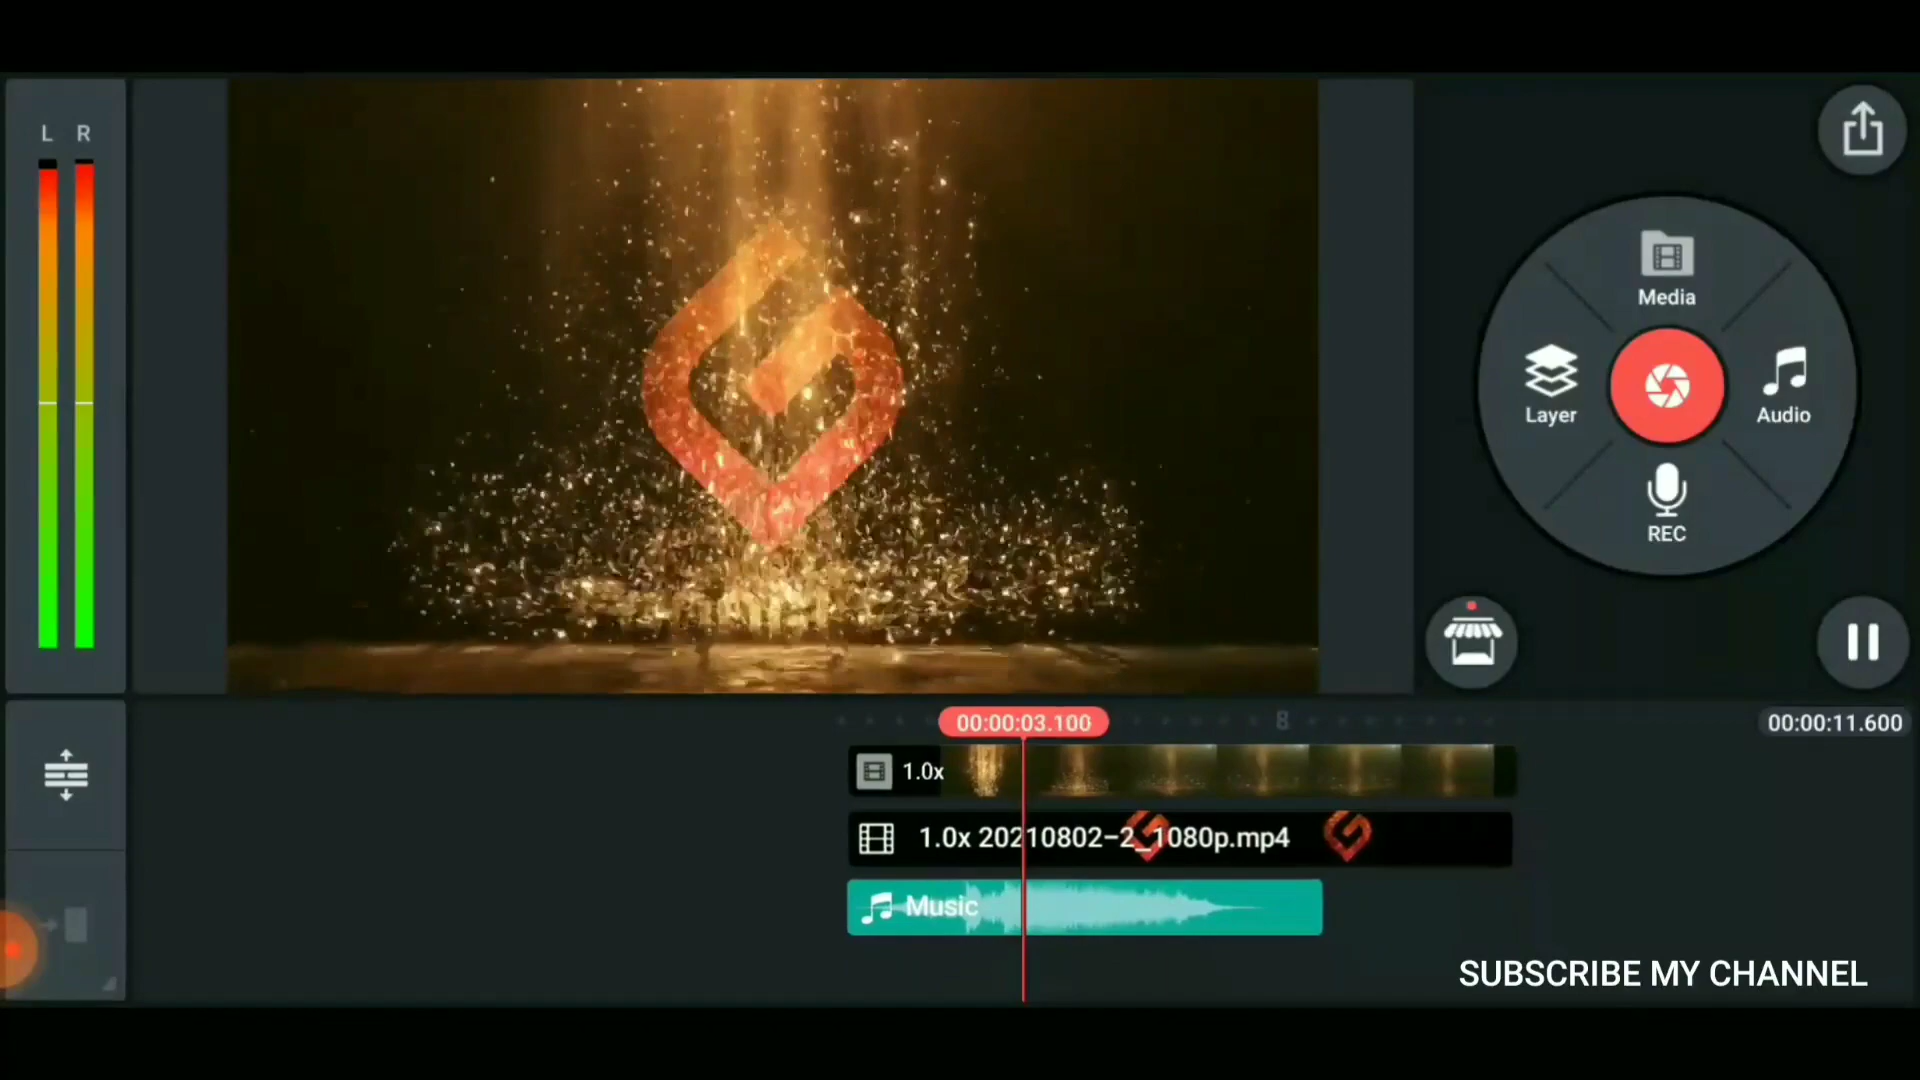 L R
Media
Layer
Audio
REC
00:00:03.100
8
00:00:11.600
1.0x
1.0x 20210802-2_1080p.mp4
Music
SUBSCRIBE MY CHANNEL